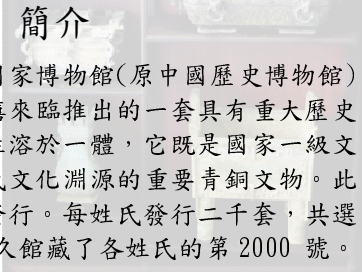 簡介
國家博物館(原中國歷史博物館)
來臨推出的一套具有重大歷史
溶於一體，它既是國家一級文
文化淵源的重要青銅文物。此
發行。每姓氏發行二千套，共選
久館藏了各姓氏的第 2000 號。